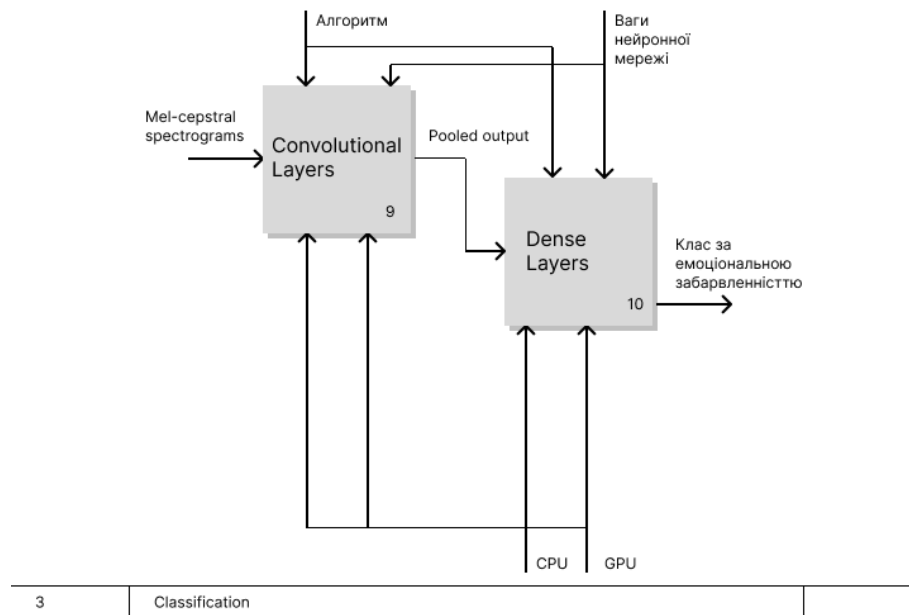 Алгоритм
Ваги
нейронної
мережі
Mel-cepstral
spectrograms
Convolutional
Layers
9
Pooled output
Dense
Layers
10
Клас за
емоціональною
забарвленністтю
CPU
GPU
3
Classification